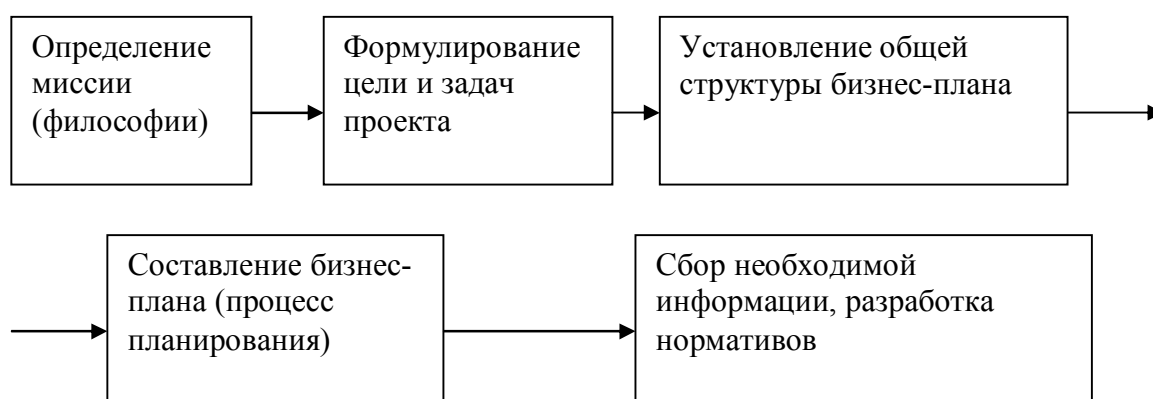 Определение
миссии
(философии)
Формулирование
цели и задач
проекта
Установление общей
структуры бизнес-плана
Составление бизнес-
плана (процесс
планирования)
Сбор необходимой
информации, разработка
нормативов